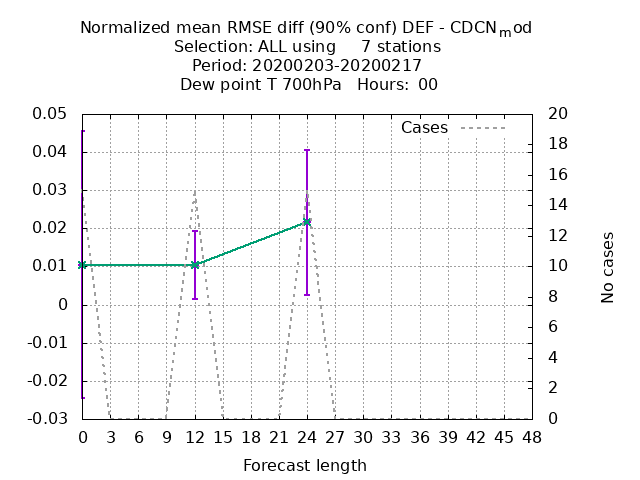 Normalized mean RMSE diff (90% conf) DEF - CDCNmod
Selection: ALL using 7 stations
Period: 20200203-20200217
Dew point T 700hPa Hours: 00
Cases
0.05
0.04
0.03
0.02
0.01
0
-0.01
-0.02
-0.03
20
18
16
14
12
10
8
6
4
2
0
No cases
0 3 6 9 12 15 18 21 24 27 30 33 36 39 42 45 48
Forecast length